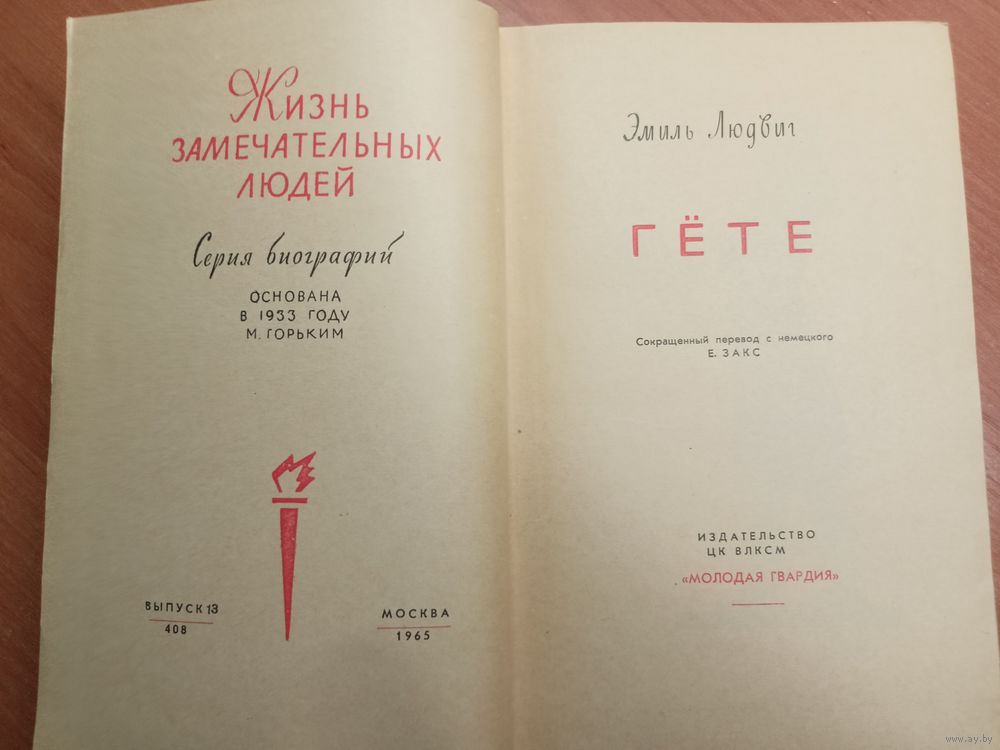 Жизнь
ЗАМЕЧАТЕЛЬНЫХ
ЛЮДЕЙ
Серия биографий
ОСНОВАНА
В 1933 ГОДУ
М. ГОРЬКИМ
ВЫПУСК 13
408
МОСКВА
1965
Эмиль Людвиг
ГЁТЕ
Сокращенный перевод с немецкого
Е. ЗАКС
ИЗДАТЕЛЬСТВО
ЦК ВЛКСМ
«МОЛОДАЯ ГВАРДИЯ»
www.ay.by